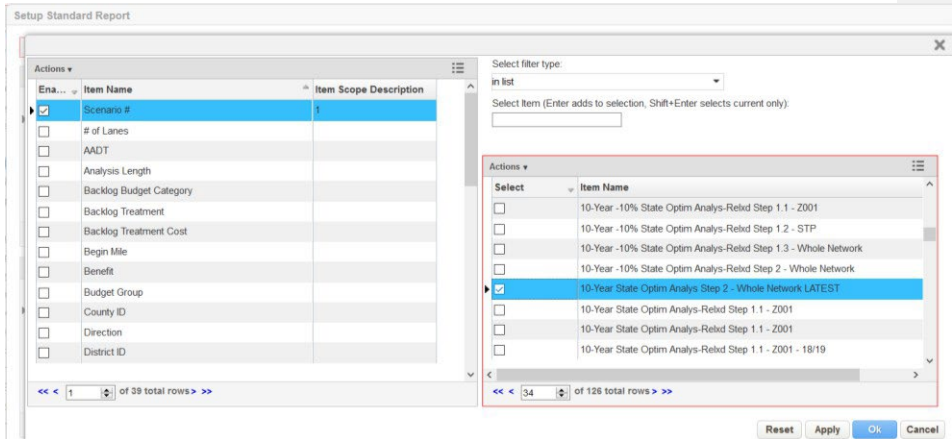 Setup Standard Report
Actions
Ena... Item Name Item Scope Description
Scenario # 1
# of Lanes
AADT
Analysis Length
Backlog Budget Category
Backlog Treatment
Backlog Treatment Cost
Begin Mile
Benefit
Budget Group
County ID
Direction
District ID
<< < 1 of 39 total rows > >>
Select filter type:
in list
Select Item (Enter adds to selection, Shift+Enter selects current only):
Actions
Select Item Name
10-Year -10% State Optim Analys-Relxd Step 1.1 - Z001
10-Year -10% State Optim Analys-Relxd Step 1.2 - STP
10-Year -10% State Optim Analys-Relxd Step 1.3 - Whole Network
10-Year -10% State Optim Analys-Relxd Step 2 - Whole Network
10-Year State Optim Analys Step 2 - Whole Network LATEST
10-Year State Optim Analys-Relxd Step 1.1 - Z001
10-Year State Optim Analys-Relxd Step 1.1 - Z001
10-Year State Optim Analys-Relxd Step 1.1 - Z001 - 18/19
<< < 34 of 126 total rows > >>
Reset Apply Ok Cancel